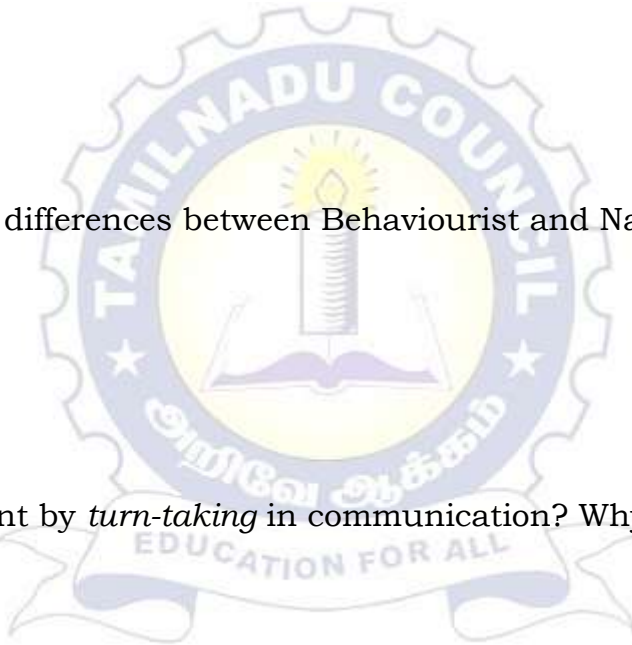 TAMILNADU COUNCIL
differences between Behaviourist and Na
அறிவே ஆக்கம்
nt by turn-taking in communication? Why
EDUCATION FOR ALL